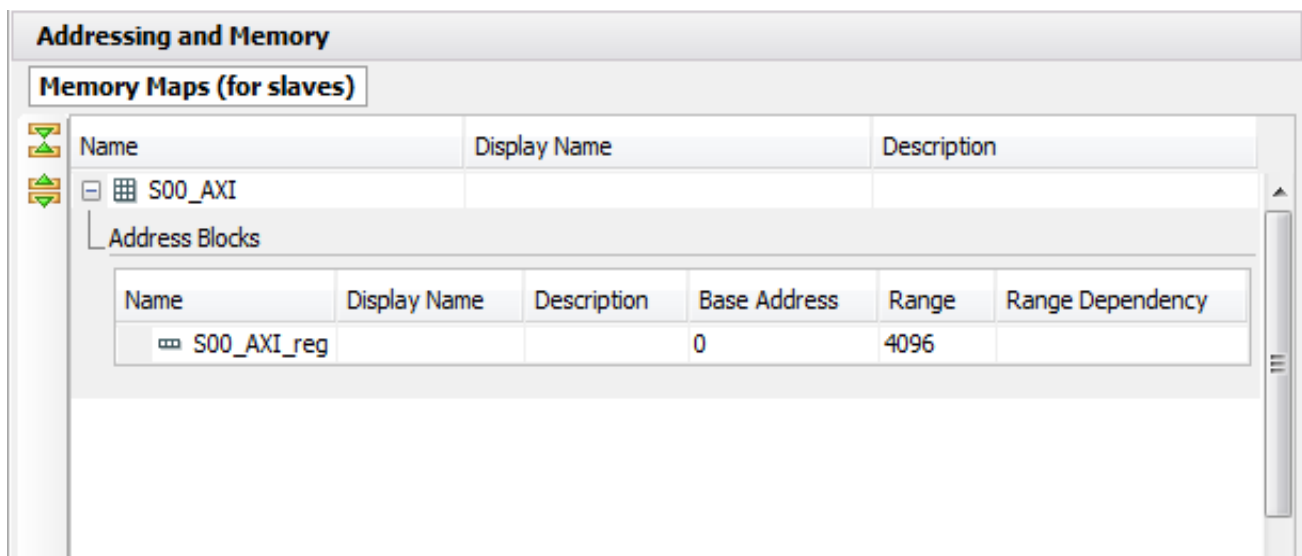 Addressing and Memory
Memory Maps (for slaves)
Name Display Name Description
S00_AXI
Address Blocks
Name Display Name Description Base Address Range Range Dependency
S00_AXI_reg 0 4096